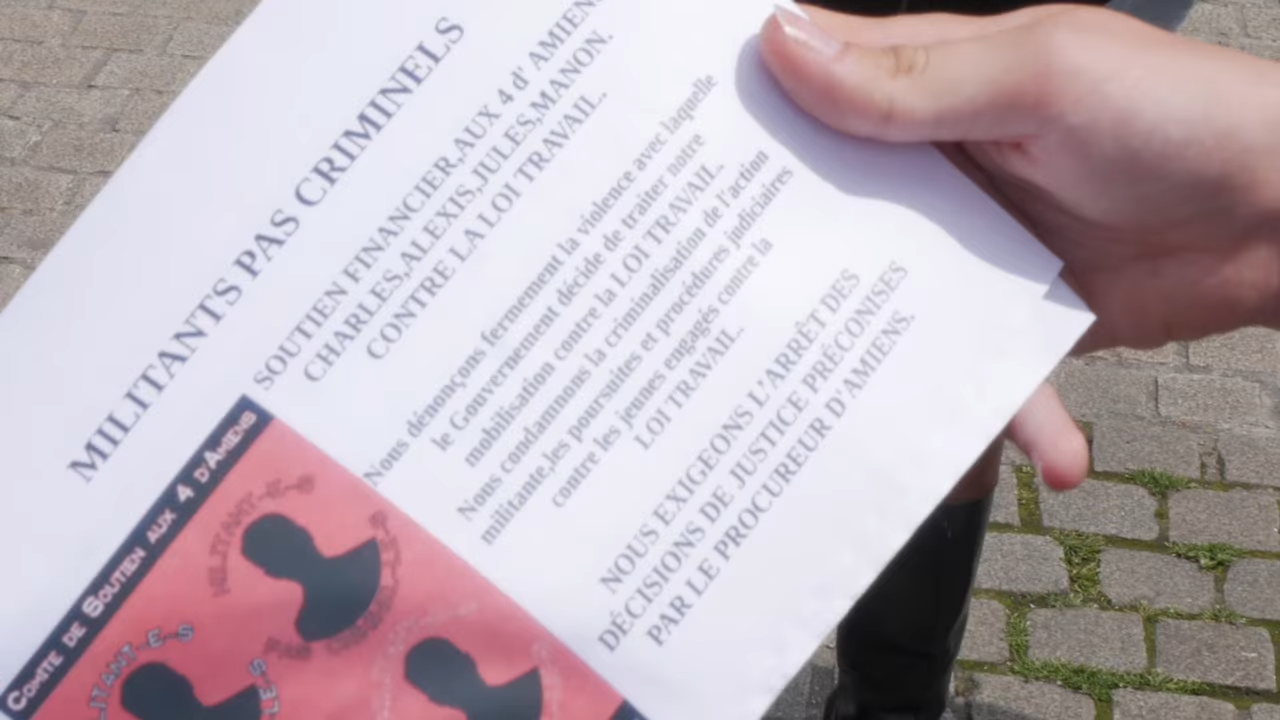 MILITANTS PAS CRIMINELS
SOUTIEN FINANCIER,AUX 4 d' AMIENS
CHARLES,ALEXIS,JULES,MANON.
CONTRE LA LOI TRAVAIL.
Nous dénonçons fermement la violence avec laquelle
le Gouvernement décide de traiter notre
mobilisation contre la LOI TRAVAIL.
Nous condamnons la criminalisation de l'action
militante,les poursuites et procédures judiciaires
contre les jeunes engagés contre la
LOI TRAVAIL.
NOUS EXIGEONS L'ARRÊT DES
DÉCISIONS DE JUSTICE PRÉCONISES
PAR LE PROCUREUR D'AMIENS.
COMITE DE SOUTIEN AUX 4 D'AMIENS
MILITANT-E-S